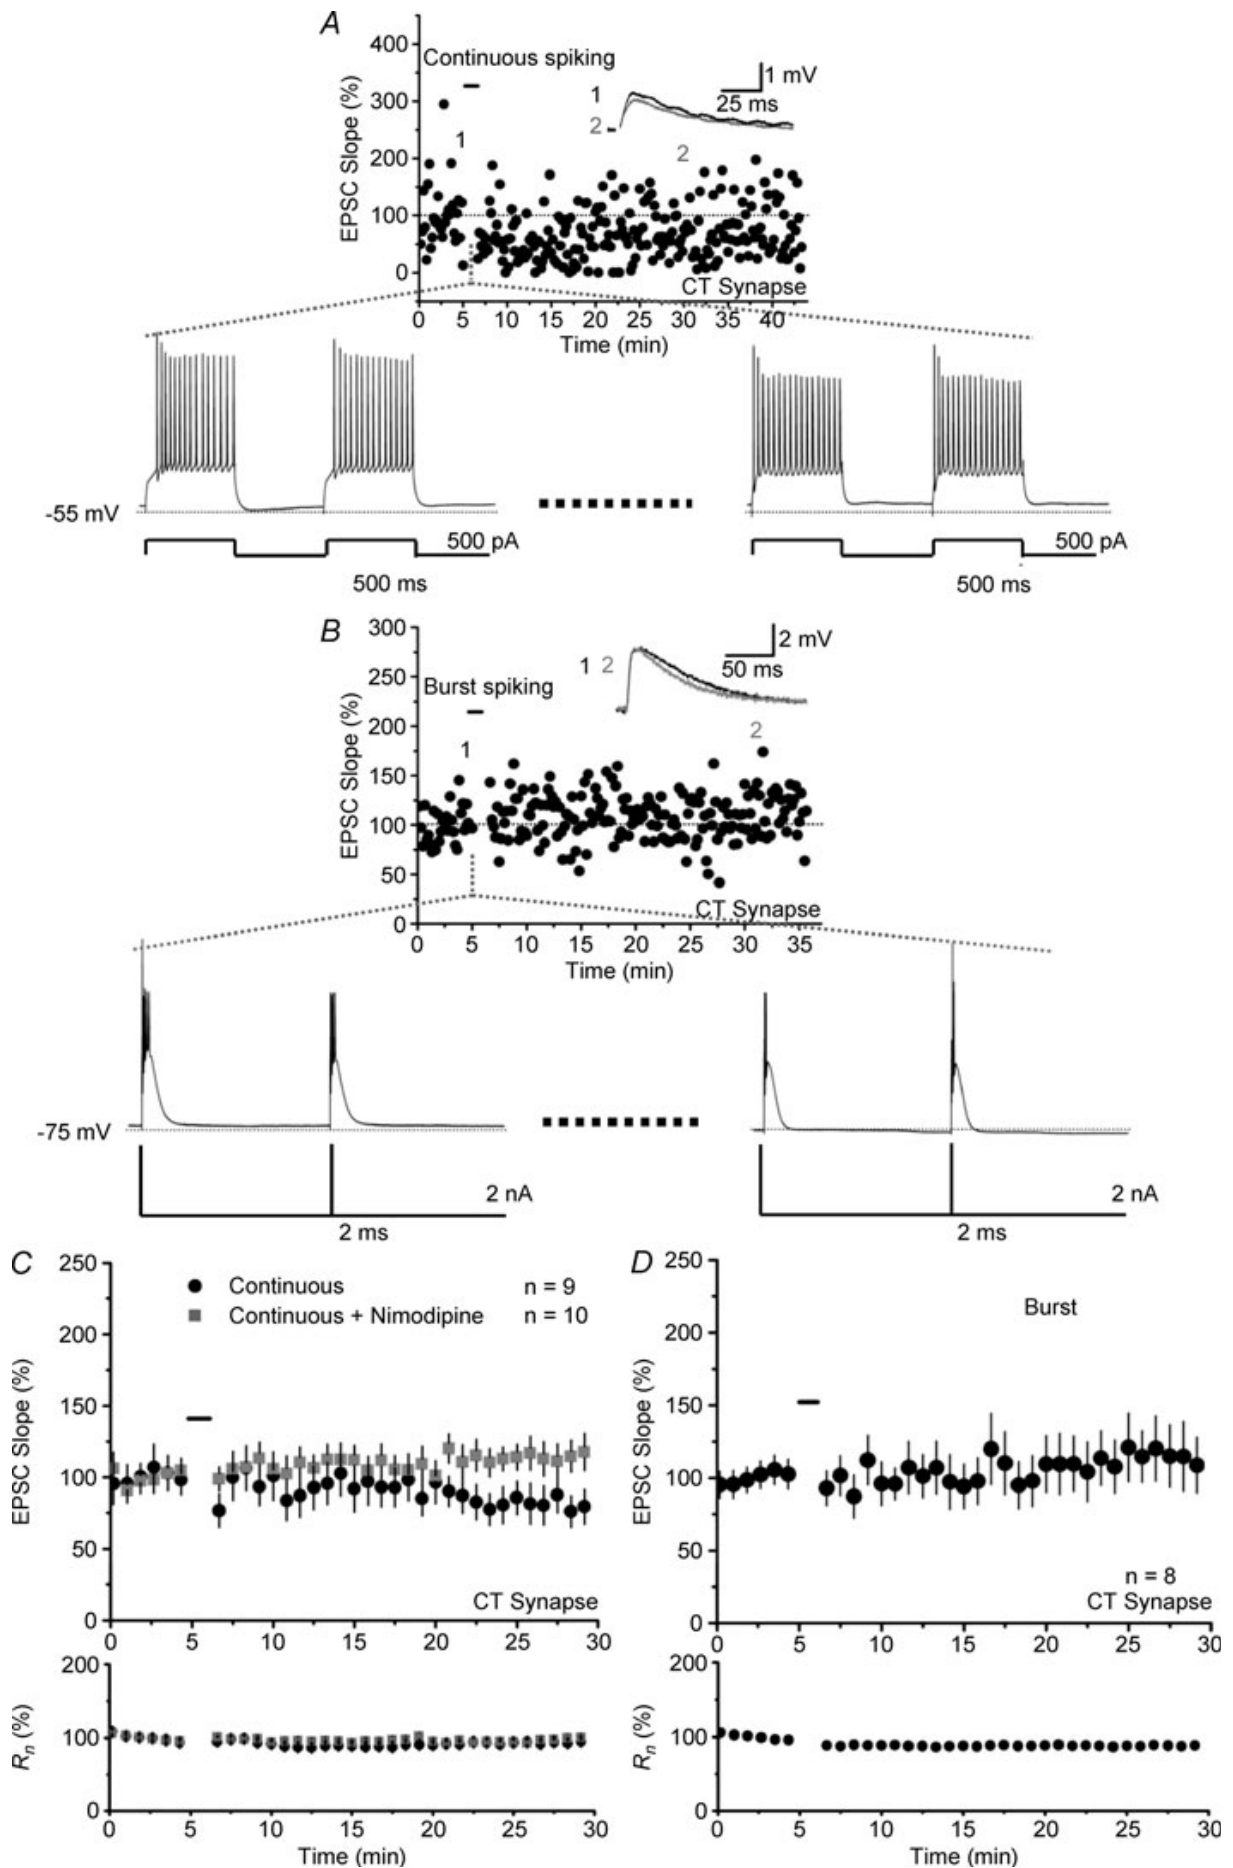 A
Continuous spiking
1 mV
25 ms
1
2
1
2
EPSC Slope (%)
400
300
200
100
0
CT Synapse
0 5 10 15 20 25 30 35 40
Time (min)
-55 mV
500 pA
500 ms
500 pA
500 ms
B
Burst spiking
2 mV
50 ms
1 2
1
2
EPSC Slope (%)
300
250
200
150
100
50
0
CT Synapse
0 5 10 15 20 25 30 35
Time (min)
-75 mV
2 nA
2 ms
2 nA
2 ms
C
Continuous n = 9
Continuous + Nimodipine n = 10
EPSC Slope (%)
250
200
150
100
50
0
CT Synapse
0 5 10 15 20 25 30
Rn (%)
200
100
0
0 5 10 15 20 25 30
Time (min)
D
Burst
EPSC Slope (%)
250
200
150
100
50
0
n = 8
CT Synapse
0 5 10 15 20 25 30
Rn (%)
200
100
0
0 5 10 15 20 25 30
Time (min)